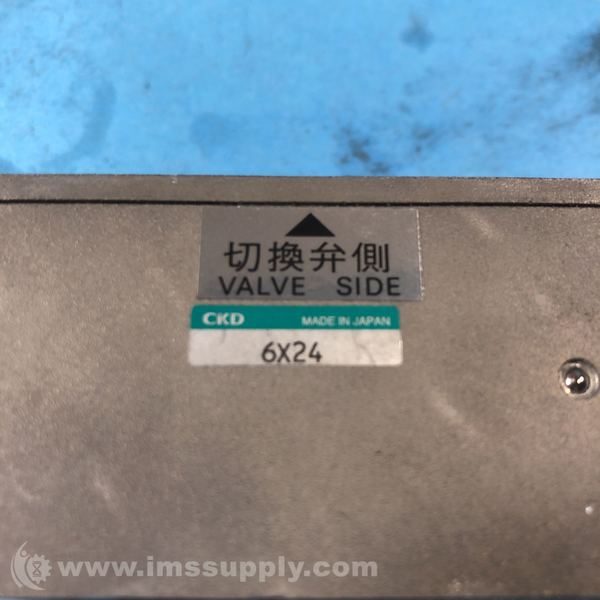 切換弁側
VALVE SIDE
CKD MADE IN JAPAN
6X24
www.imssupply.com